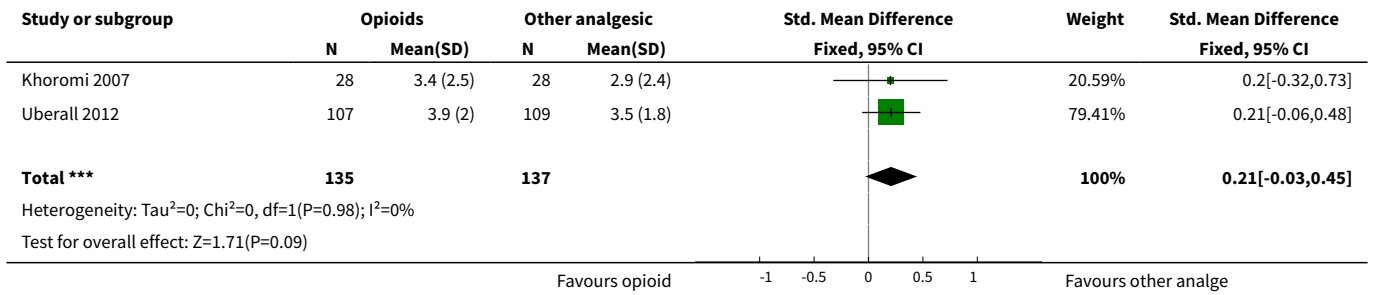 Study or subgroup Opioids Other analgesic Std. Mean Difference Weight Std. Mean Difference
N Mean(SD) N Mean(SD) Fixed, 95% CI Fixed, 95% CI
Khoromi 2007 28 3.4 (2.5) 28 2.9 (2.4) 20.59% 0.2[-0.32,0.73]
Uberall 2012 107 3.9 (2) 109 3.5 (1.8) 79.41% 0.21[-0.06,0.48]
Total *** 135 137 100% 0.21[-0.03,0.45]
Heterogeneity: Tau²=0; Chi²=0, df=1(P=0.98); I²=0%
Test for overall effect: Z=1.71(P=0.09)
Favours opioid -1 -0.5 0 0.5 1 Favours other analge